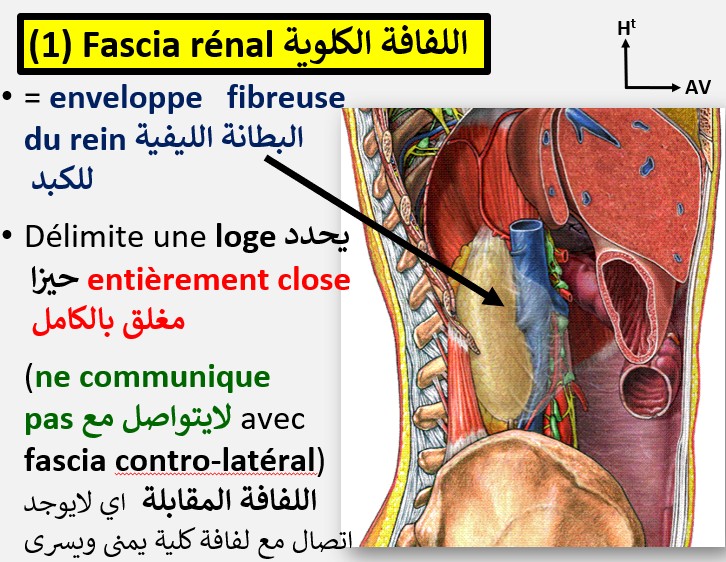 (1) Fascia rénal اللفافة الكلوية
Hᵗ
AV
• = enveloppe fibreuse
du rein البطانة الليفية
للكبد
• Délimite une loge يحدد
حيزا entièrement close
مغلق بالكامل
(ne communique
pas لايتواصل مع avec
fascia contro-latéral)
اللفافة المقابلة اي لايوجد
اتصال مع لفافة كلية يمنى ويسرى